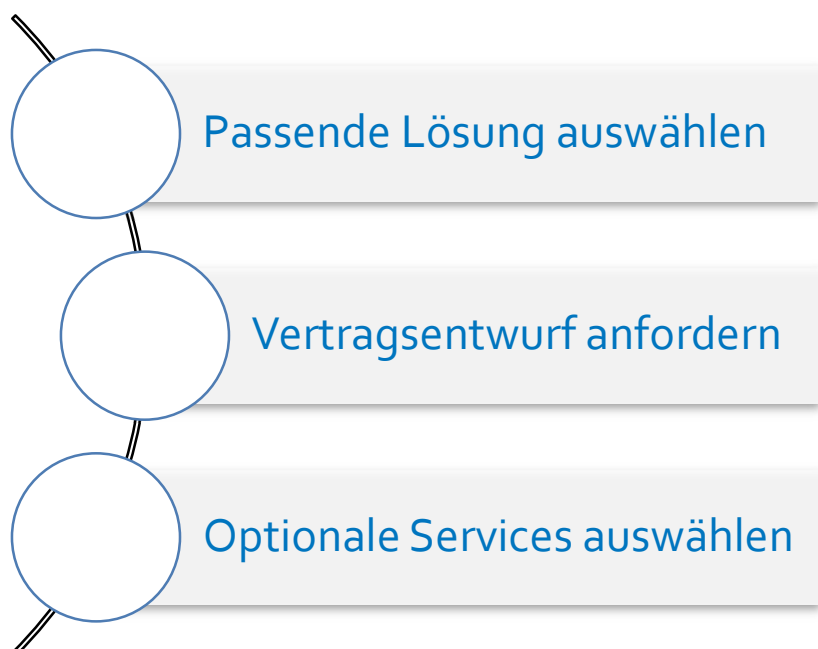 Passende Lösung auswählen
Vertragsentwurf anfordern
Optionale Services auswählen